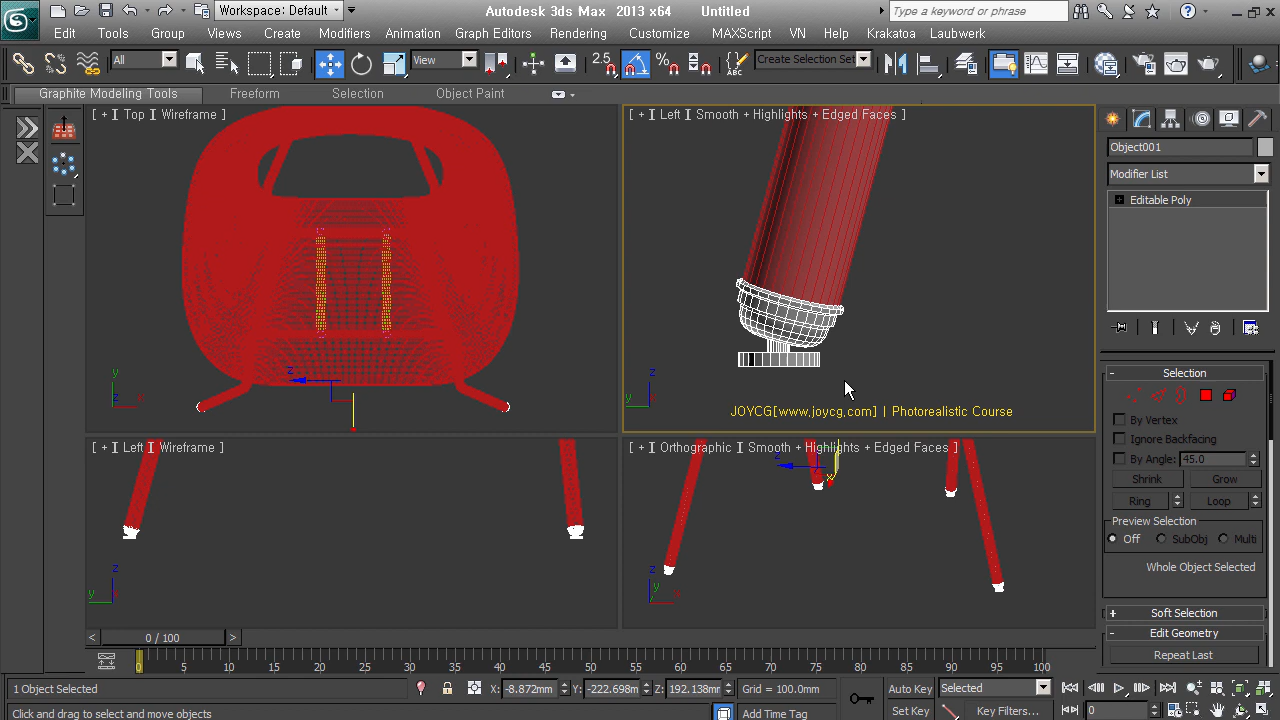 Workspace: Default
Autodesk 3ds Max 2013 x64 Untitled
Type a keyword or phrase
Edit Tools Group Views Create Modifiers Animation Graph Editors Rendering Customize MAXScript VN Help Krakatoa Laubwerk
All
View
2.5
Create Selection Set
Graphite Modeling Tools Freeform Selection Object Paint
[ + ] Top ] Wireframe ]
[ + ] Left ] Smooth + Highlights + Edged Faces ]
Object001
Modifier List
Editable Poly
JOYCG[www.joycg.com] | Photorealistic Course
[ + ] Left ] Wireframe ]
[ + ] Orthographic ] Smooth + Highlights + Edged Faces ]
- Selection
By Vertex
Ignore Backfacing
By Angle: 45.0
Shrink Grow
Ring Loop
Preview Selection
Off SubObj Multi
Whole Object Selected
+ Soft Selection
- Edit Geometry
Repeat Last
< 0 / 100 >
0 5 10 15 20 25 30 35 40 45 50 55 60 65 70 75 80 85 90 95 100
1 Object Selected
X: -8.872mm Y: -222.698m Z: 192.138mm Grid = 100.0mm
Auto Key Selected
Click and drag to select and move objects
Add Time Tag
Set Key Key Filters... 0